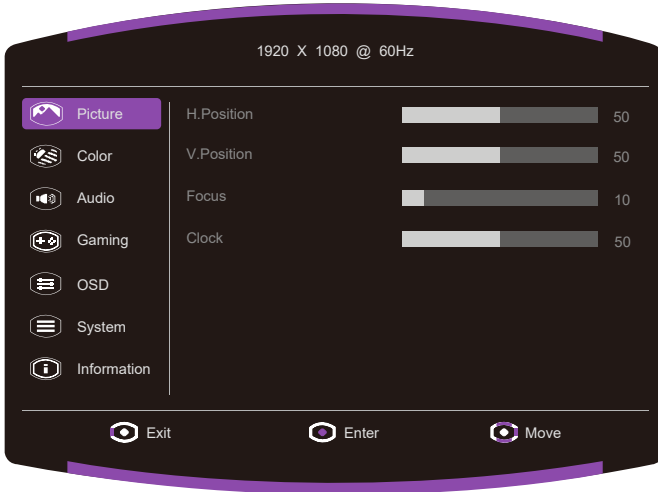 1920 X 1080 @ 60Hz
Picture H.Position 50
Color V.Position 50
Audio Focus 10
Gaming Clock 50
OSD
System
Information
Exit Enter Move